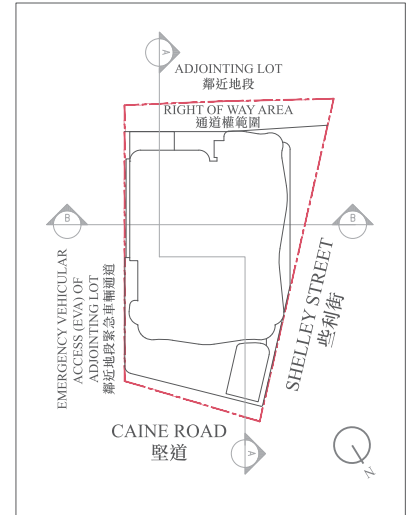 A
ADJOINTING LOT
鄰近地段
RIGHT OF WAY AREA
通道權範圍
B
B
EMERGENCY VEHICULAR
ACCESS (EVA) OF
ADJOINTING LOT
鄰近地段緊急車輛通道
SHELLEY STREET
些利街
CAINE ROAD
堅道
A
N